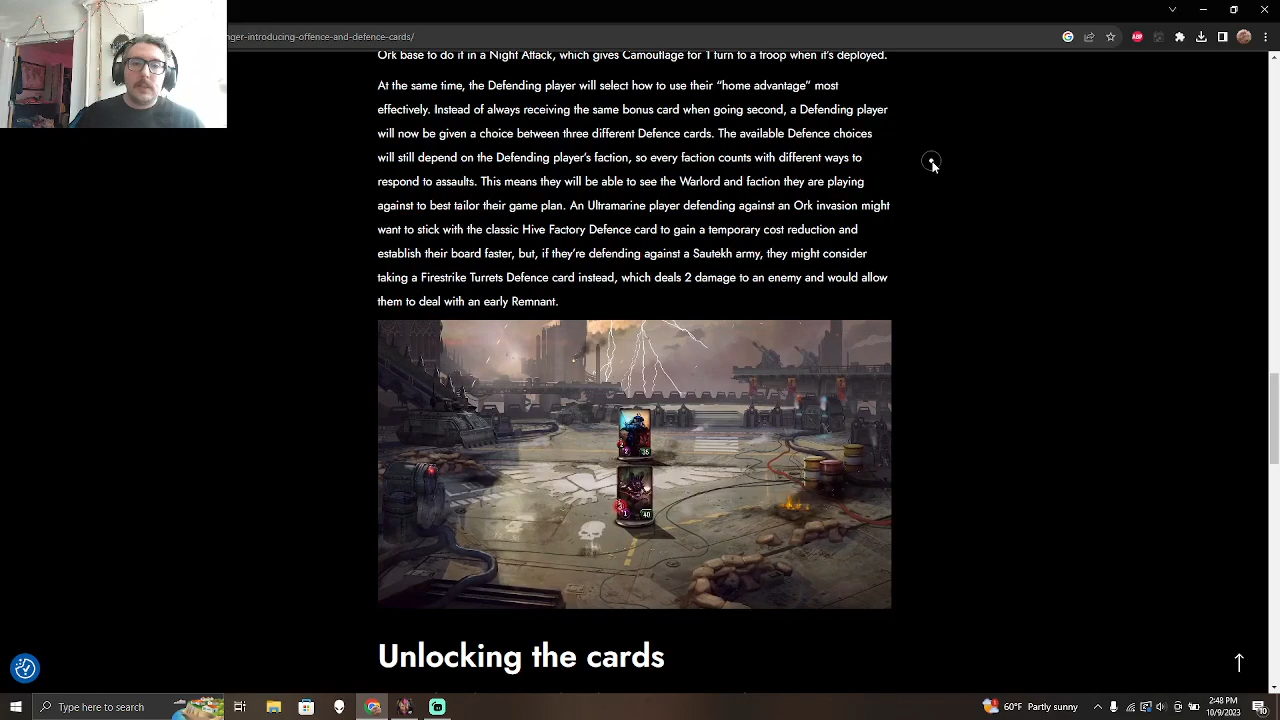 nger-introducing-offence-and-defence-cards/
Ork base to do it in a Night Attack, which gives Camouflage for 1 turn to a troop when it's deployed.
At the same time, the Defending player will select how to use their “home advantage” most
effectively. Instead of always receiving the same bonus card when going second, a Defending player
will now be given a choice between three different Defence cards. The available Defence choices
will still depend on the Defending player’s faction, so every faction counts with different ways to
respond to assaults. This means they will be able to see the Warlord and faction they are playing
against to best tailor their game plan. An Ultramarine player defending against an Ork invasion might
want to stick with the classic Hive Factory Defence card to gain a temporary cost reduction and
establish their board faster, but, if they’re defending against a Sautekh army, they might consider
taking a Firestrike Turrets Defence card instead, which deals 2 damage to an enemy and would allow
them to deal with an early Remnant.
35
40
Unlocking the cards
Type here to search
60°F Partly sunny
2:48 PM
10/9/2023